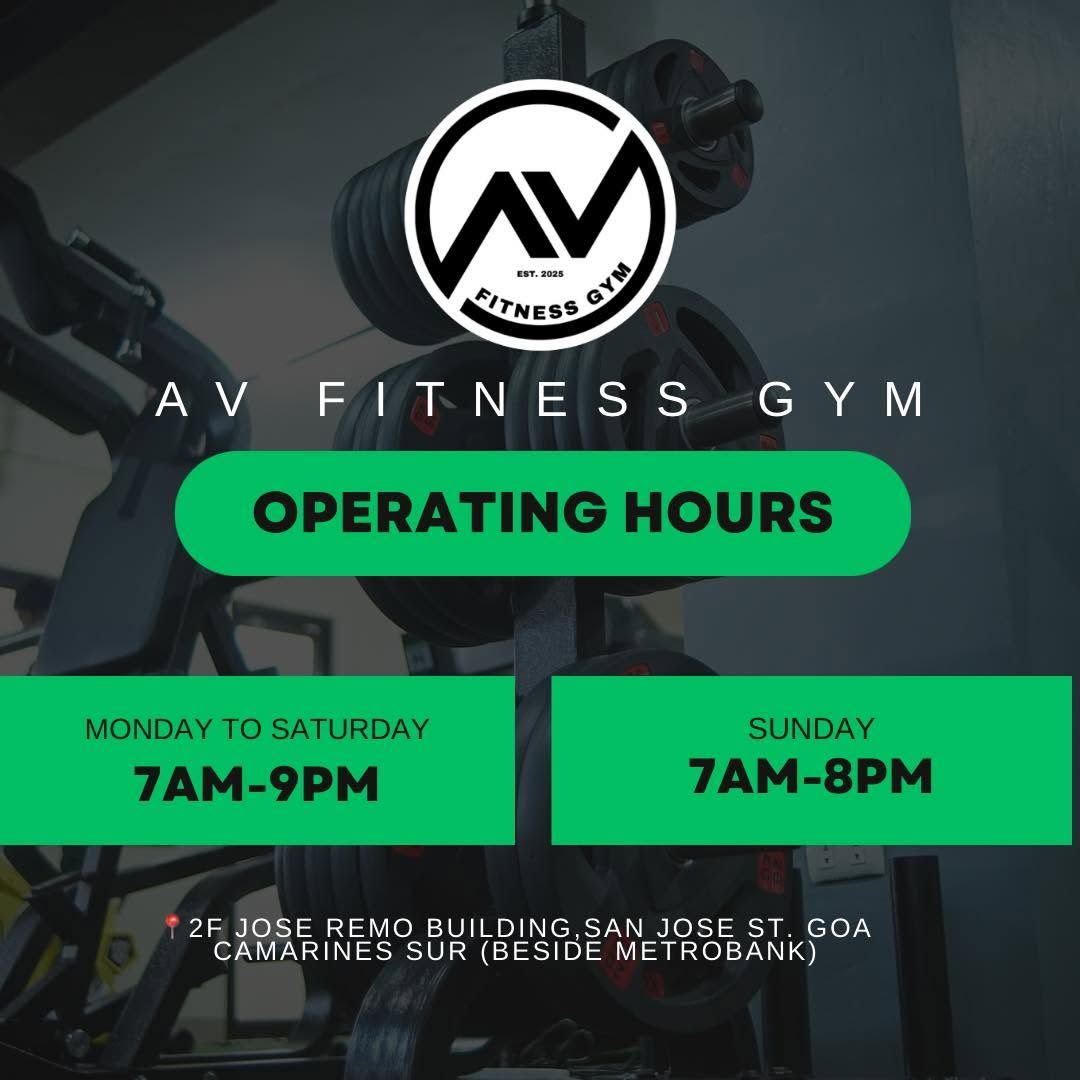 AV
EST. 2025
FITNESS GYM
AV FITNESS GYM
OPERATING HOURS
MONDAY TO SATURDAY
7AM-9PM
SUNDAY
7AM-8PM
📍2F JOSE REMO BUILDING,SAN JOSE ST. GOA
CAMARINES SUR (BESIDE METROBANK)